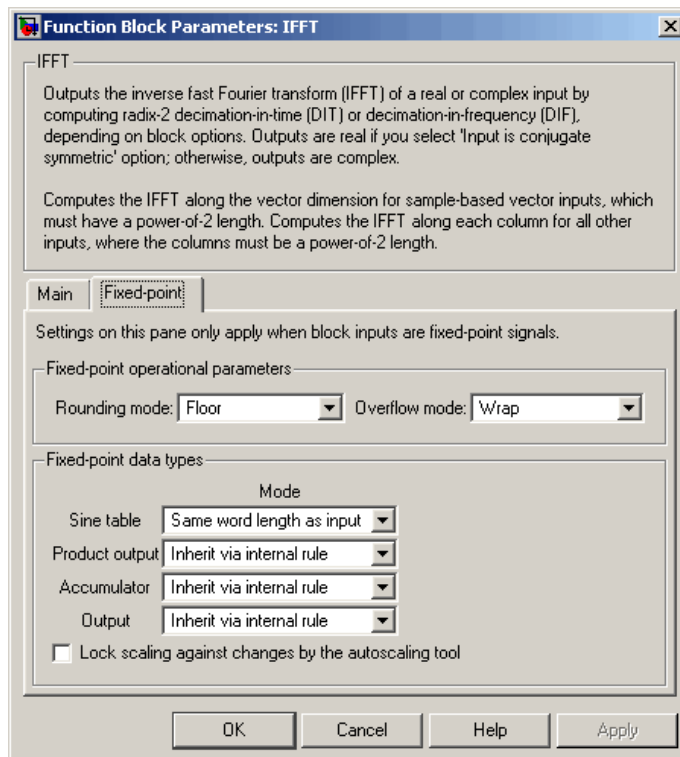 Function Block Parameters: IFFT
IFFT
Outputs the inverse fast Fourier transform (IFFT) of a real or complex input by
computing radix-2 decimation-in-time (DIT) or decimation-in-frequency (DIF),
depending on block options. Outputs are real if you select 'Input is conjugate
symmetric' option; otherwise, outputs are complex.
Computes the IFFT along the vector dimension for sample-based vector inputs, which
must have a power-of-2 length. Computes the IFFT along each column for all other
inputs, where the columns must be a power-of-2 length.
Main Fixed-point
Settings on this pane only apply when block inputs are fixed-point signals.
Fixed-point operational parameters
Rounding mode: Floor Overflow mode: Wrap
Fixed-point data types
Mode
Sine table Same word length as input
Product output Inherit via internal rule
Accumulator Inherit via internal rule
Output Inherit via internal rule
Lock scaling against changes by the autoscaling tool
OK Cancel Help Apply